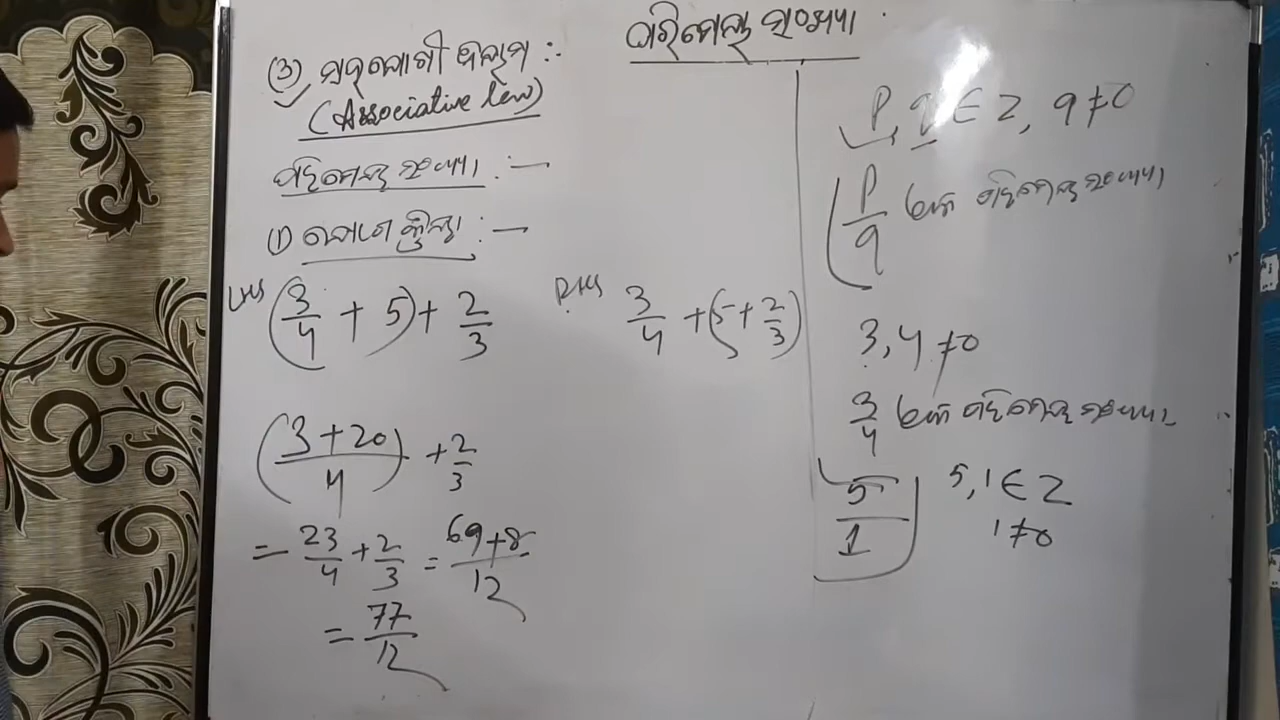 ପରିମେୟ ସଂଖ୍ୟା
(3) ସହଯୋଗୀ ନିୟମ :-
(Associative law)
ପରିମେୟ ସଂଖ୍ୟା :-
(1) ଯୋଗ କ୍ରିୟା :-
LHS (3/4 + 5) + 2/3
RHS 3/4 + (5 + 2/3)
((3+20)/4) + 2/3
= 23/4 + 2/3 = (69+8)/12
= 77/12
P, q ∈ Z, q ≠ 0
P/q ଏକ ପରିମେୟ ସଂଖ୍ୟା
3, 4 ≠ 0
3/4 ଏକ ପରିମେୟ ସଂଖ୍ୟା
5/1 5, 1 ∈ Z
1 ≠ 0